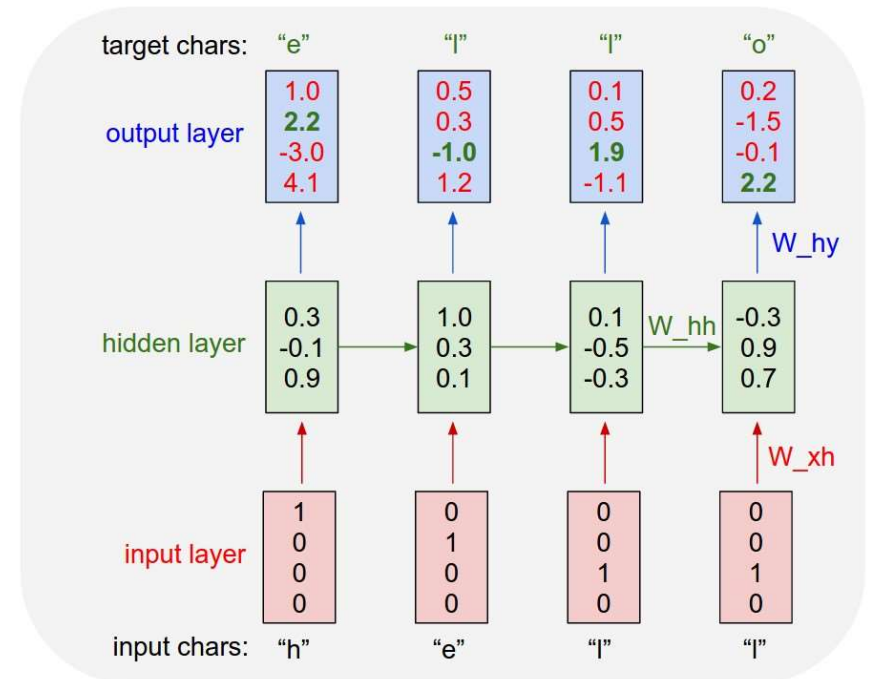 target chars: “e” “l” “l” “o”
output layer
1.0 0.5 0.1 0.2
2.2 0.3 0.5 -1.5
-3.0 -1.0 1.9 -0.1
4.1 1.2 -1.1 2.2
W_hy
hidden layer
0.3 1.0 0.1 -0.3
-0.1 0.3 -0.5 0.9
0.9 0.1 -0.3 0.7
W_hh
W_xh
input layer
1 0 0 0
0 1 0 0
0 0 1 1
0 0 0 0
input chars: “h” “e” “l” “l”